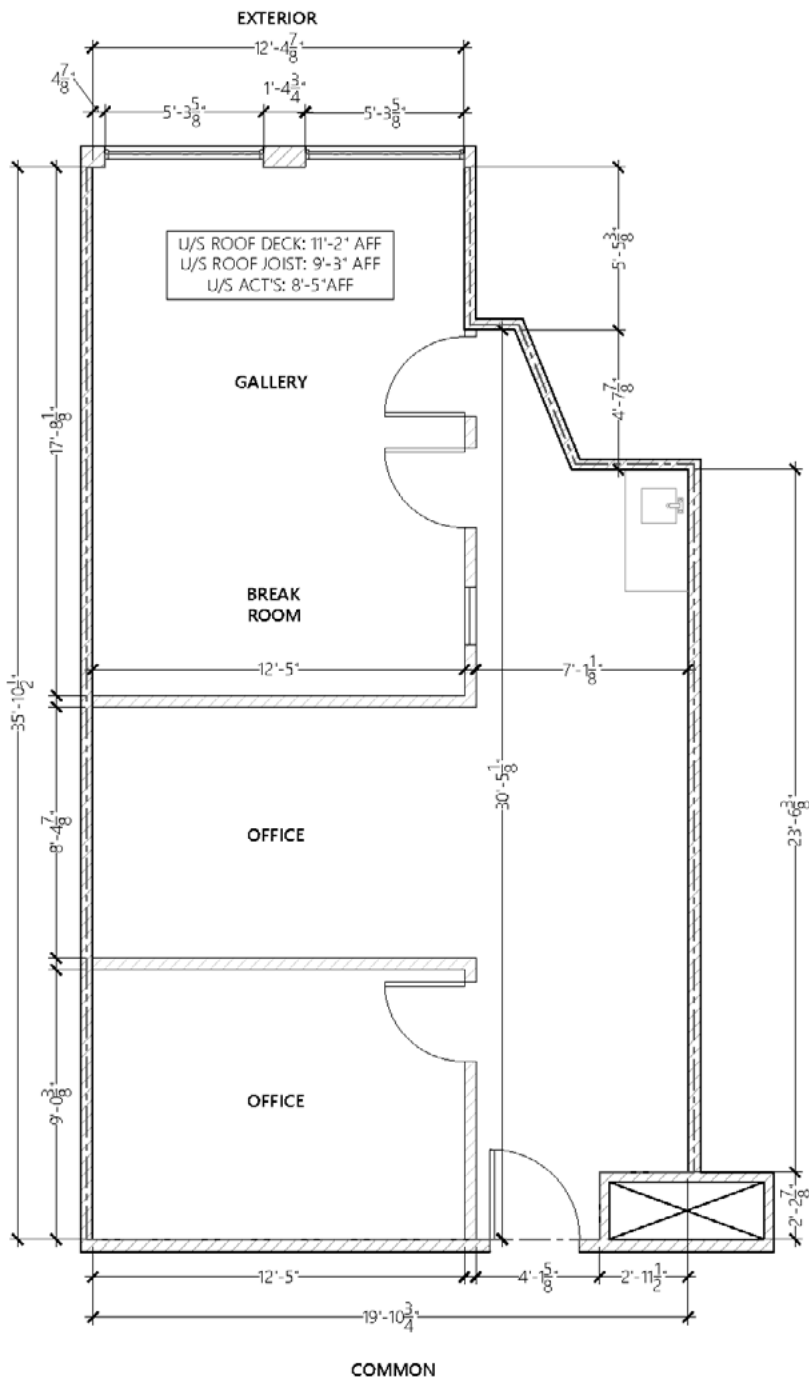 EXTERIOR
12'-4 7/8"
4 7/8"
1'-4 3/4"
5'-3 5/8"
5'-3 5/8"
U/S ROOF DECK: 11'-2" AFF
U/S ROOF JOIST: 9'-3" AFF
U/S ACT'S: 8'-5"AFF
5'-5 3/8"
GALLERY
4'-7 7/8"
17'-8 1/8"
BREAK
ROOM
12'-5"
7'-1 1/8"
35'-10 1/2"
30'-5 1/8"
8'-4 7/8"
OFFICE
23'-6 3/8"
9'-0 3/8"
OFFICE
2'-2 7/8"
12'-5"
4'-1 5/8"
2'-11 1/2"
19'-10 3/4"
COMMON